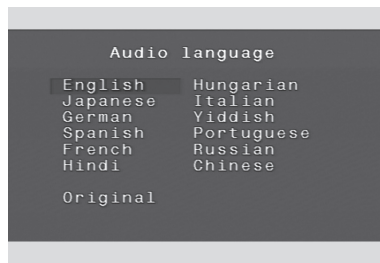 Audio language
English
Japanese
German
Spanish
French
Hindi
Hungarian
Italian
Yiddish
Portuguese
Russian
Chinese
Original